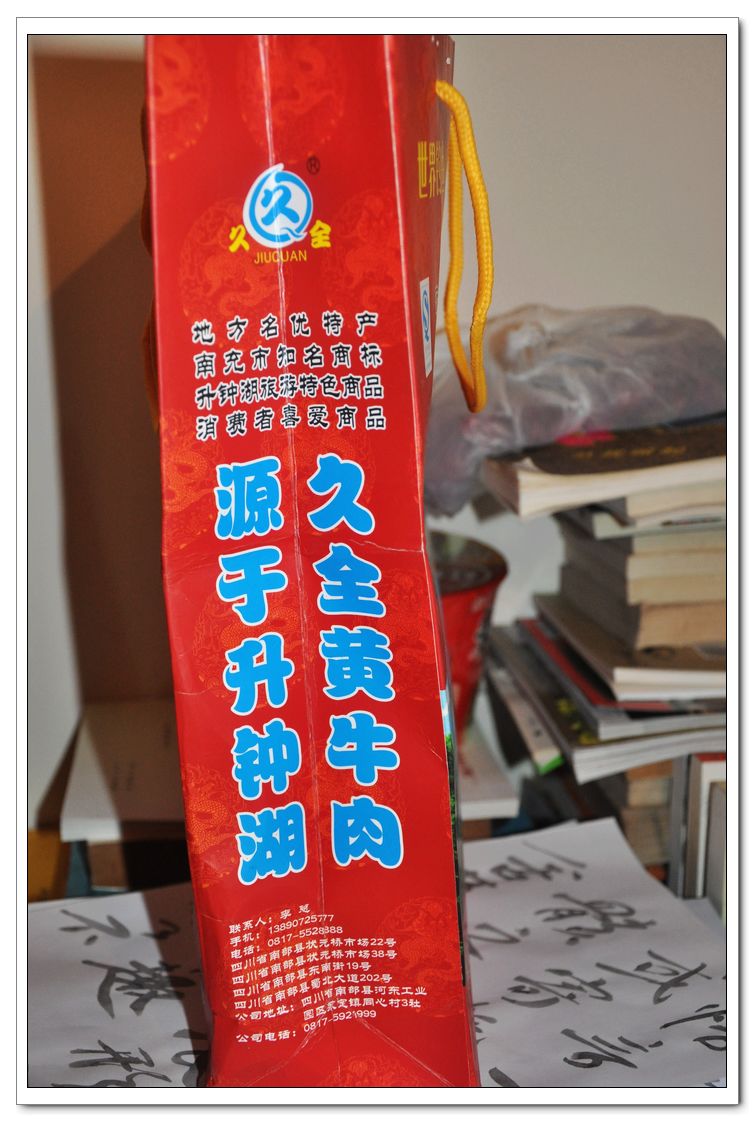 世界
久 久 全
®
JIUQUAN
地方名优特产
南充市知名商标
升钟湖旅游特色商品
消费者喜爱商品
久全黄牛肉
源于升钟湖
联系人：李
手机：13890725777
电话：0817-5528888
四川省南部县状元桥市场22号
四川省南部县状元桥市场38号
四川省南部县东南街19号
四川省南部县蜀北大道202号
公司地址：四川省南部县河东工业
园区永定镇同心村3社
公司电话：0817-5921999